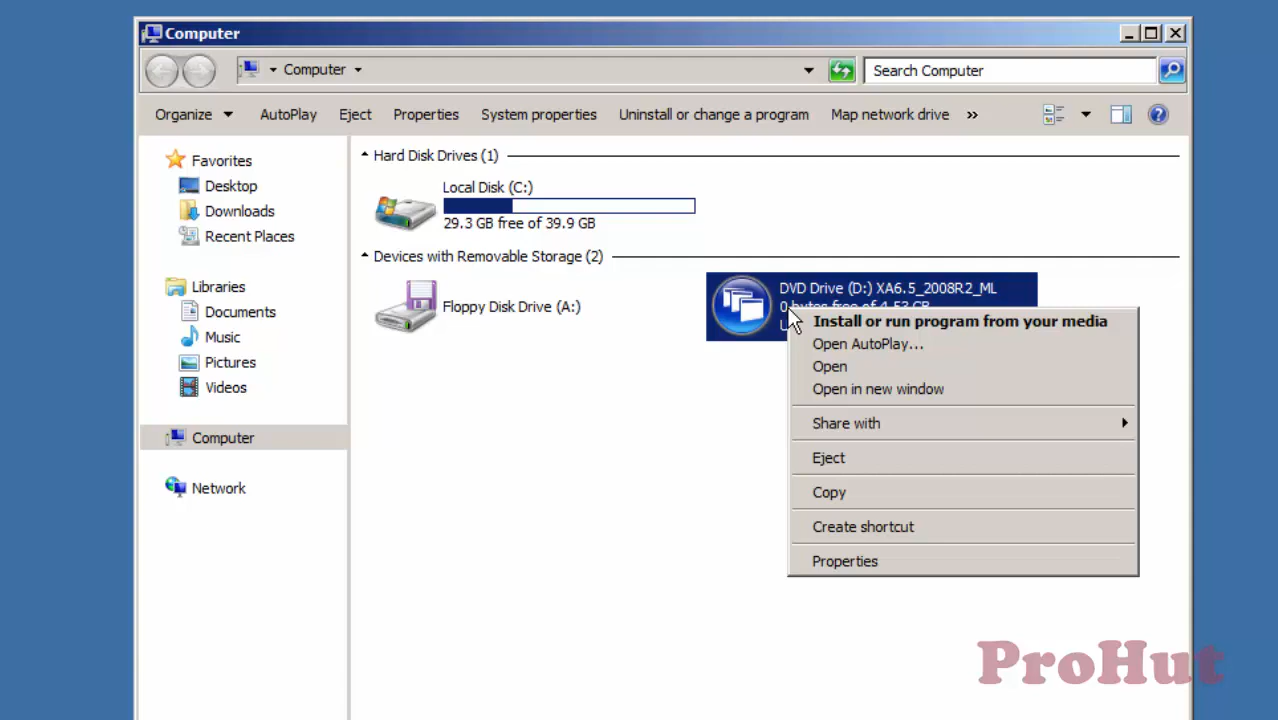 Computer
Computer
Search Computer
Organize AutoPlay Eject Properties System properties Uninstall or change a program Map network drive »
Favorites
Desktop
Downloads
Recent Places
Libraries
Documents
Music
Pictures
Videos
Computer
Network
Hard Disk Drives (1)
Local Disk (C:)
29.3 GB free of 39.9 GB
Devices with Removable Storage (2)
Floppy Disk Drive (A:)
DVD Drive (D:) XA6.5_2008R2_ML
0 bytes free of 4.53 GB
Install or run program from your media
Open AutoPlay...
Open
Open in new window
Share with
Eject
Copy
Create shortcut
Properties
ProHut